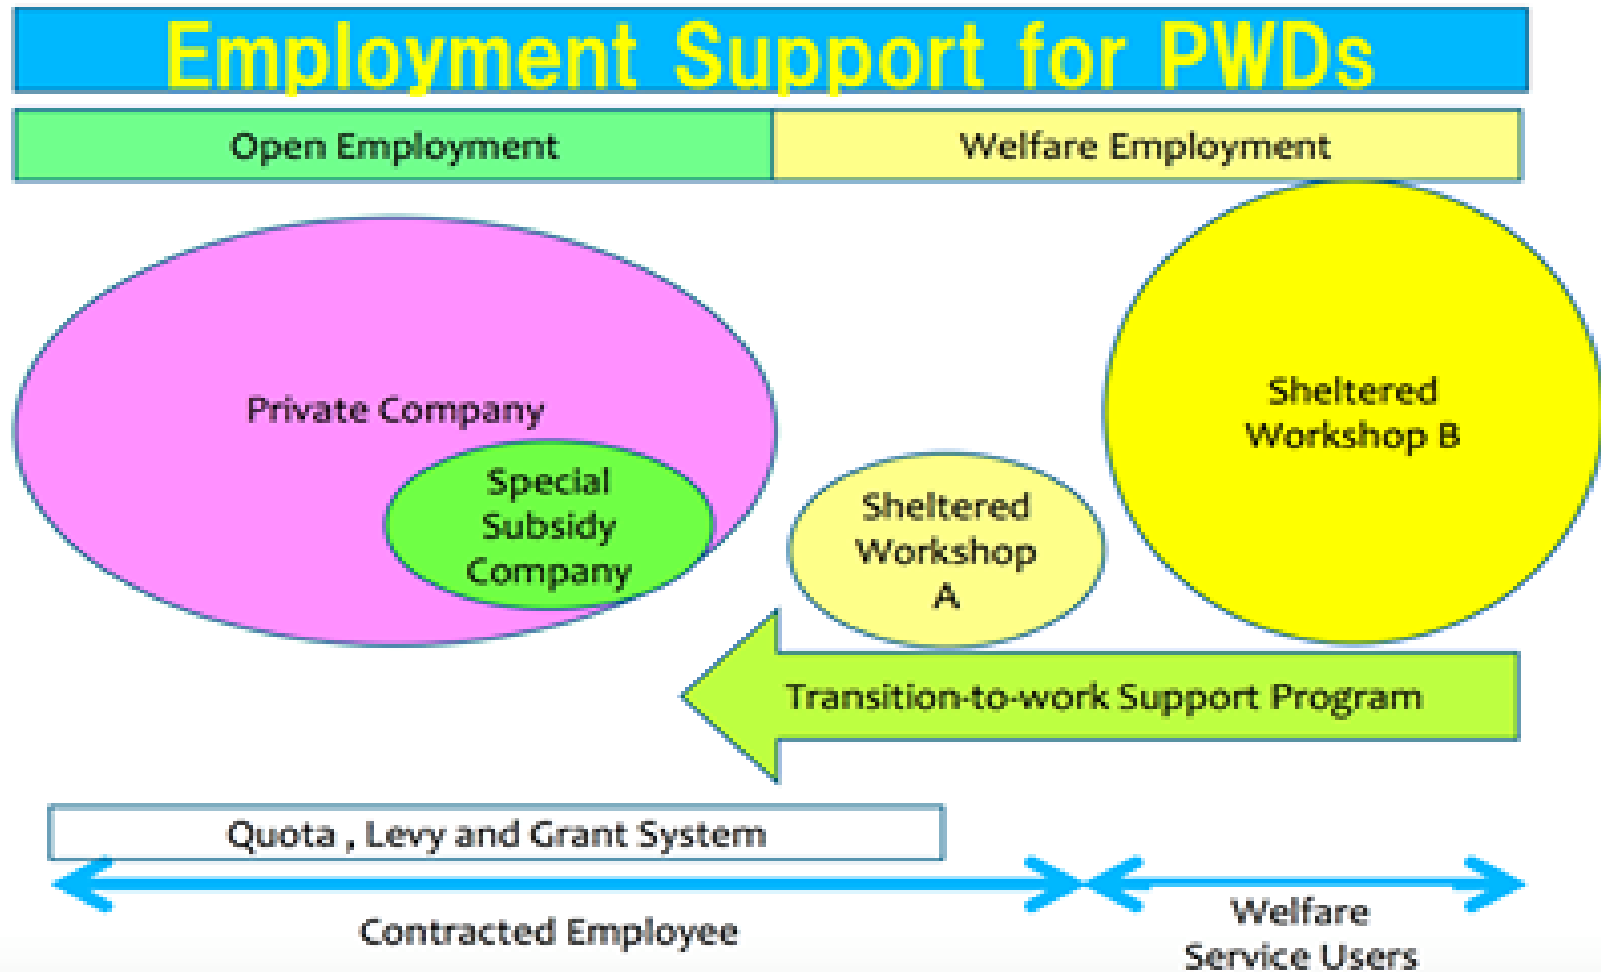 Employment Support for PWDs
Open Employment
Welfare Employment
Private Company
Special
Subsidy
Company
Sheltered
Workshop
A
Sheltered
Workshop B
Transition-to-work Support Program
Quota , Levy and Grant System
Contracted Employee
Welfare
Service Users